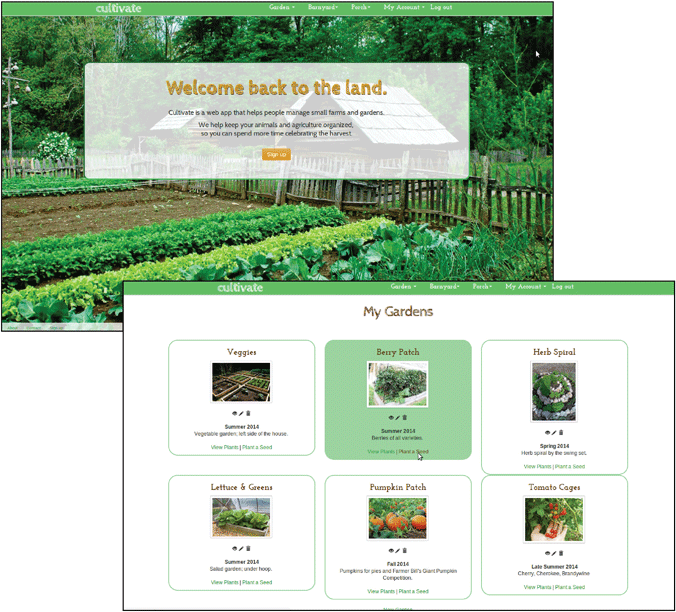 cultivate
Garden Barnyard Porch My Account Log out
Welcome back to the land.
Cultivate is a web app that helps people manage small farms and gardens.
We help keep your animals and agriculture organized,
so you can spend more time celebrating the harvest.
Sign up
cultivate
Garden Barnyard Porch My Account Log out
My Gardens
Veggies
Summer 2014
Vegetable garden, left side of the house.
View Plants | Plant a Seed
Berry Patch
Summer 2014
Berries of all varieties.
View Plants | Plant a Seed
Herb Spiral
Spring 2014
Herb spiral by the swing set.
View Plants | Plant a Seed
Lettuce & Greens
Summer 2014
Salad garden, under hoop.
View Plants | Plant a Seed
Pumpkin Patch
Fall 2014
Pumpkins for pies and Farmer Bill's Giant Pumpkin
Competition.
View Plants | Plant a Seed
Tomato Cages
Late Summer 2014
Cherry, Cherokee, Brandywine
View Plants | Plant a Seed